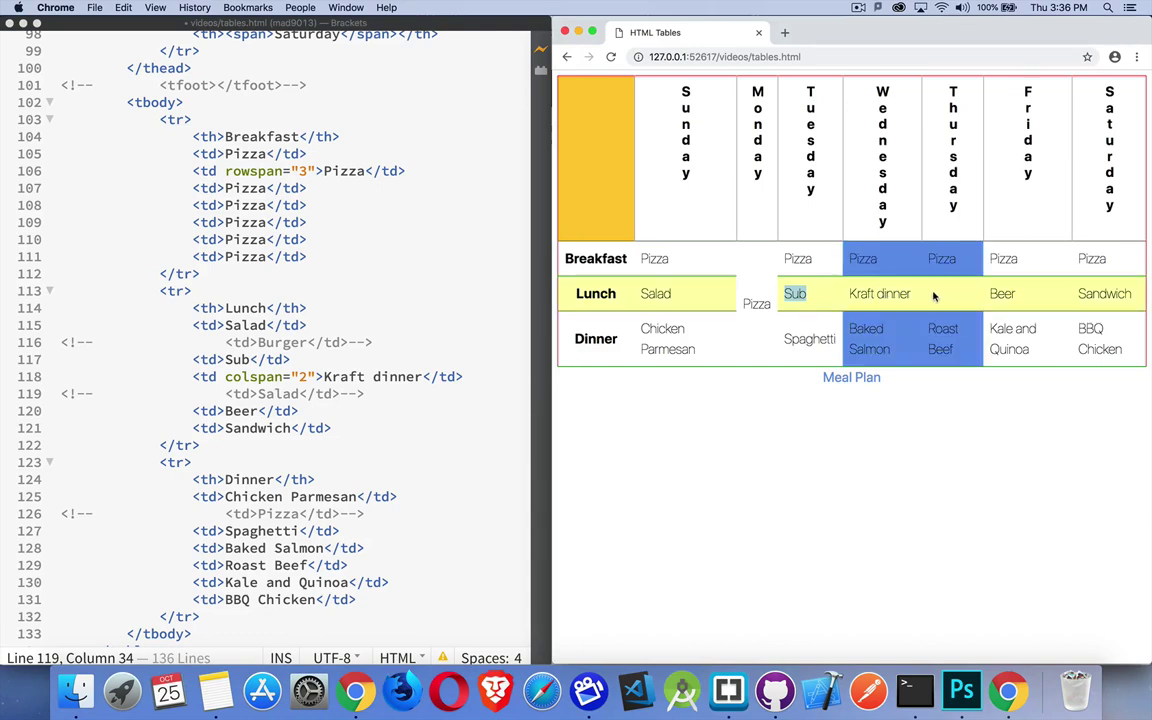 Chrome File Edit View History Bookmarks People Window Help
100% Thu 3:36 PM
• videos/tables.html (mad9013) — Brackets
98 <th><span>Saturday</span></th>
99 </tr>
100 </thead>
101 <!-- <tfoot></tfoot>-->
102 <tbody>
103 <tr>
104 <th>Breakfast</th>
105 <td>Pizza</td>
106 <td rowspan="3">Pizza</td>
107 <td>Pizza</td>
108 <td>Pizza</td>
109 <td>Pizza</td>
110 <td>Pizza</td>
111 <td>Pizza</td>
112 </tr>
113 <tr>
114 <th>Lunch</th>
115 <td>Salad</td>
116 <!-- <td>Burger</td>-->
117 <td>Sub</td>
118 <td colspan="2">Kraft dinner</td>
119 <!-- <td>Salad</td>-->
120 <td>Beer</td>
121 <td>Sandwich</td>
122 </tr>
123 <tr>
124 <th>Dinner</th>
125 <td>Chicken Parmesan</td>
126 <!-- <td>Pizza</td>-->
127 <td>Spaghetti</td>
128 <td>Baked Salmon</td>
129 <td>Roast Beef</td>
130 <td>Kale and Quinoa</td>
131 <td>BBQ Chicken</td>
132 </tr>
133 </tbody>
Line 119, Column 34 — 136 Lines INS UTF-8 HTML Spaces: 4
HTML Tables
127.0.0.1:52617/videos/tables.html
Sunday Monday Tuesday Wednesday Thursday Friday Saturday
Breakfast Pizza Pizza Pizza Pizza Pizza Pizza
Lunch Salad Sub Kraft dinner Beer Sandwich
Pizza
Dinner Chicken Parmesan Spaghetti Baked Salmon Roast Beef Kale and Quinoa BBQ Chicken
Meal Plan
OCT
25
Ps